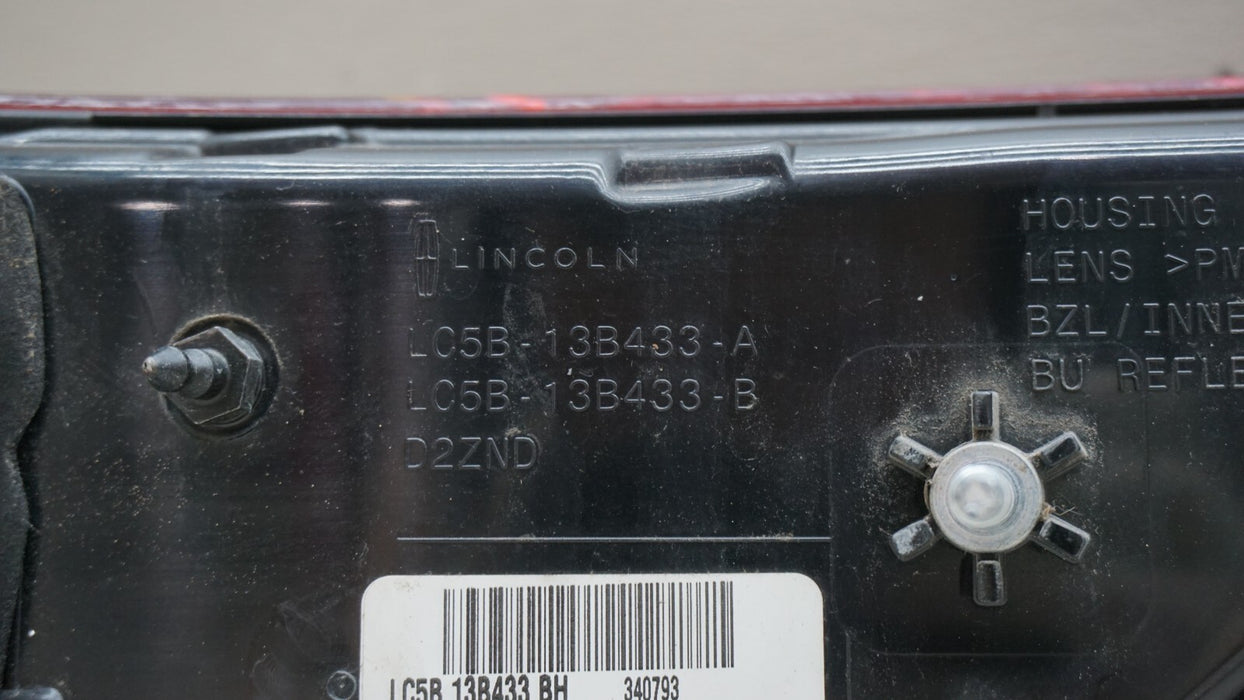 LINCOLN
LC5B-13B433-A
LC5B-13B433-B
D2ZND
HOUSING
LENS >PM
BZL/INNE
BU REFLE
LC5B 13B433 BH 340793